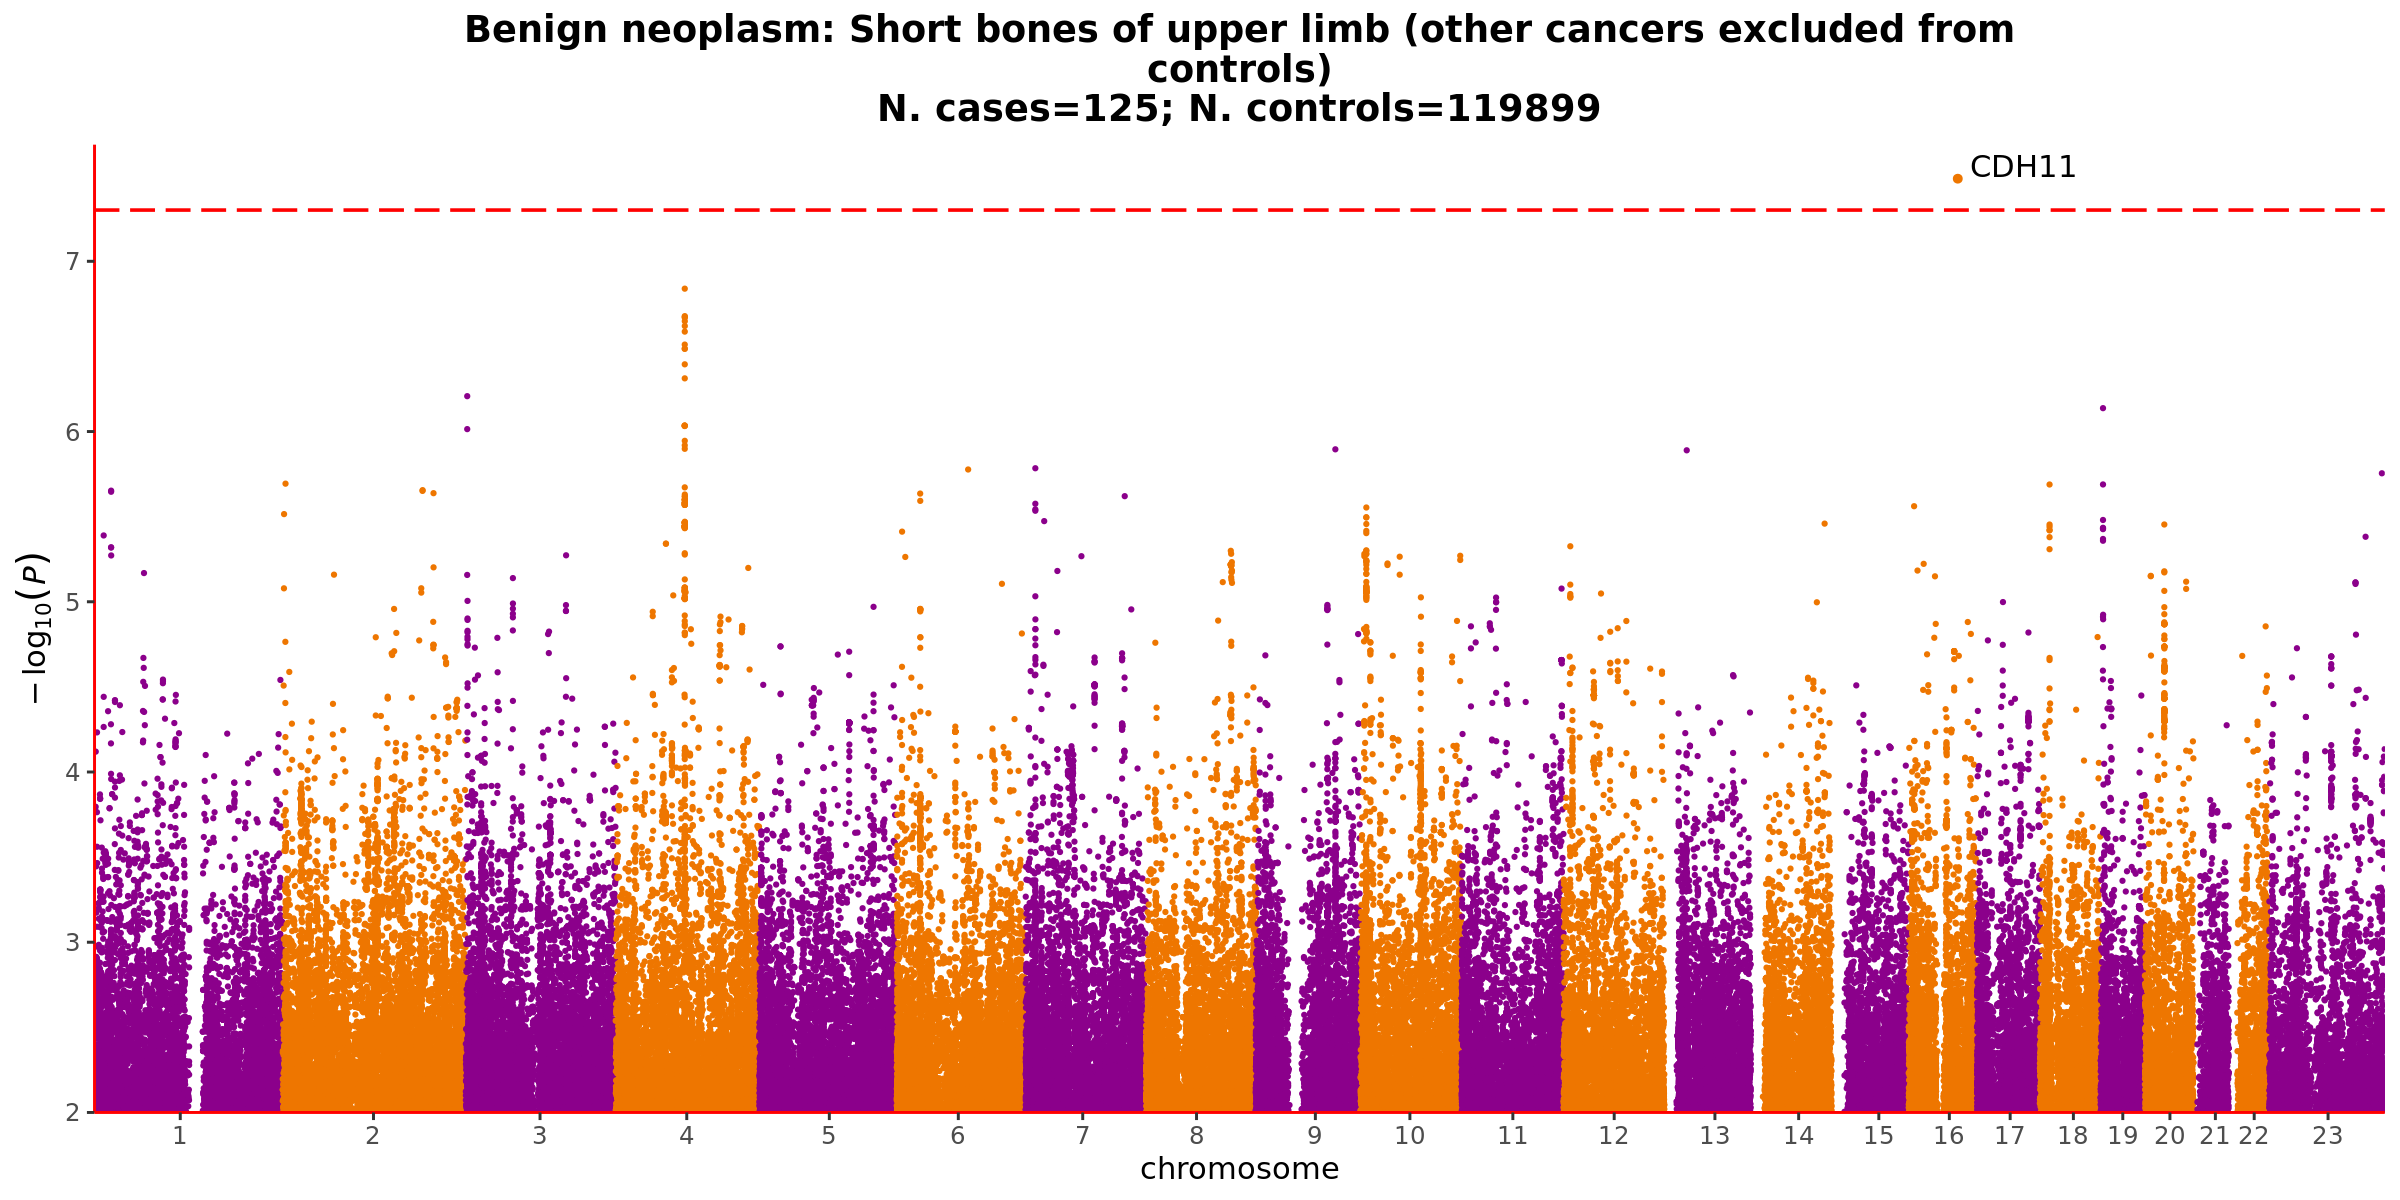 Benign neoplasm: Short bones of upper limb (other cancers excluded from
controls)
N. cases=125; N. controls=119899
CDH11
7
6
5
4
3
2
−log10(P)
1 2 3 4 5 6 7 8 9 10 11 12 13 14 15 16 17 18 19 20 21 22 23
chromosome